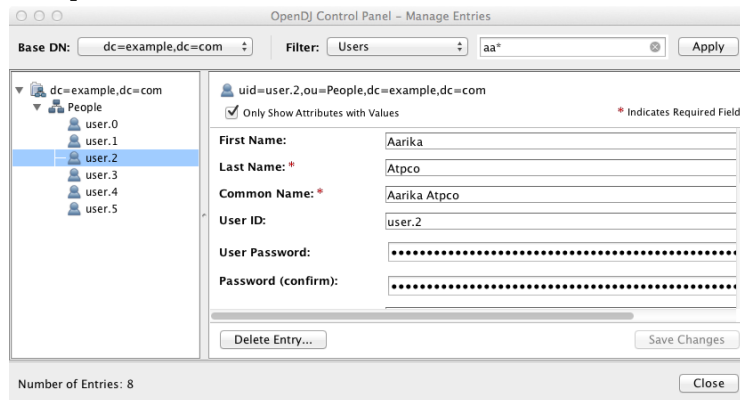 OpenDJ Control Panel – Manage Entries
Base DN: dc=example,dc=com Filter: Users aa* Apply
dc=example,dc=com
People
user.0
user.1
user.2
user.3
user.4
user.5
uid=user.2,ou=People,dc=example,dc=com
Only Show Attributes with Values * Indicates Required Field
First Name: Aarika
Last Name: * Atpco
Common Name: * Aarika Atpco
User ID: user.2
User Password: ••••••••••••••••••••••••••••••••••••••••••••••••
Password (confirm): ••••••••••••••••••••••••••••••••••••••••••••••••
Delete Entry... Save Changes
Number of Entries: 8 Close